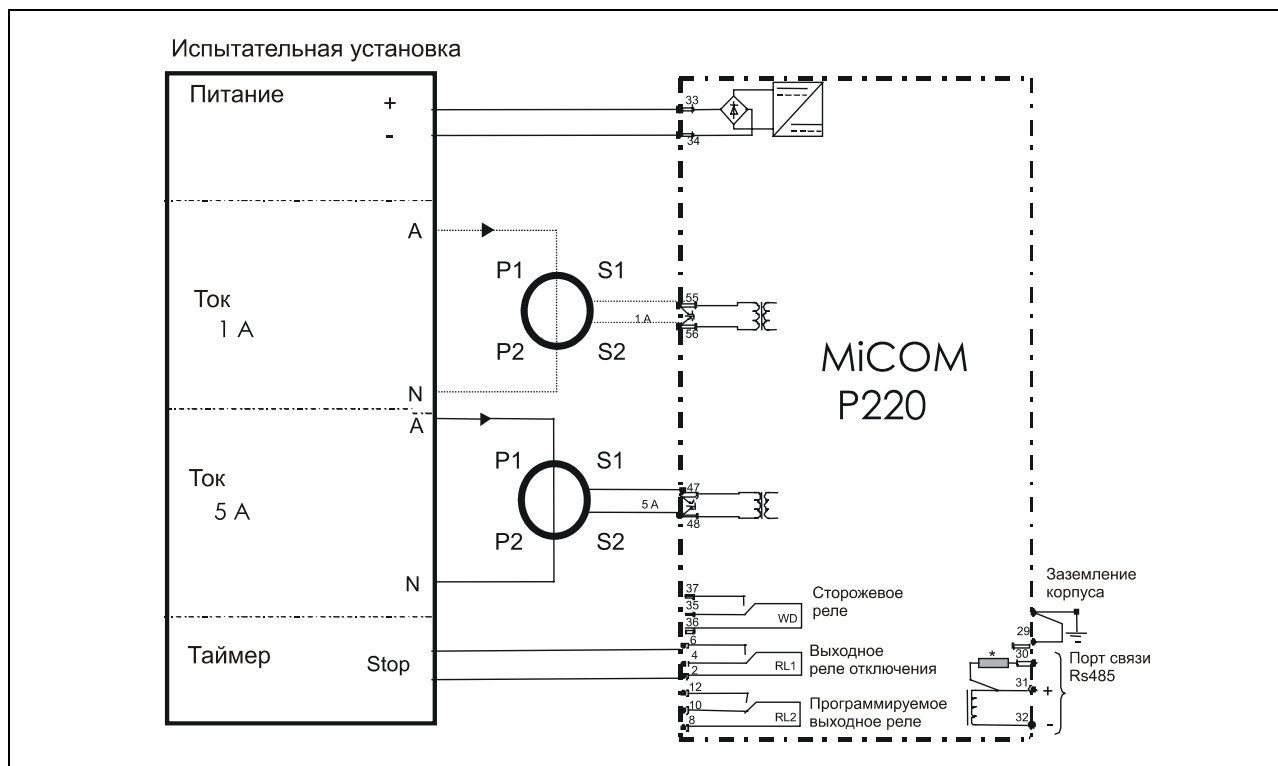 Испытательная установка
Питание
+
-
33
34
A
P1
S1
Ток
1 A
55
1 A
56
P2
S2
MiCOM
P220
N
A
P1
S1
Ток
5 A
47
5 A
48
P2
S2
N
37
35
36
WD
Сторожевое
реле
Заземление
корпуса
29
30
31
32
*
+
-
Порт связи
Rs485
Таймер
Stop
6
4
2
RL1
Выходное
реле отключения
12
10
8
RL2
Программируемое
выходное реле